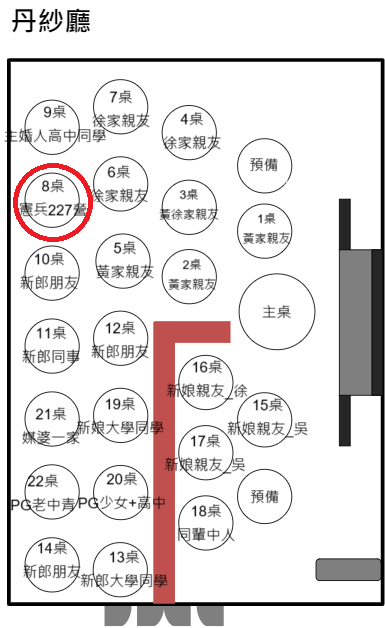 丹紗廳
7桌
徐家親友
9桌
主婚人高中同學
4桌
徐家親友
預備
6桌
徐家親友
8桌
憲兵227營
3桌
黃徐家親友
1桌
黃家親友
5桌
黃家親友
10桌
新郎朋友
2桌
黃家親友
主桌
12桌
新郎朋友
11桌
新郎同事
16桌
新娘親友_徐
15桌
新娘親友_吳
19桌
新娘大學同學
21桌
媒婆一家
17桌
新娘親友_吳
22桌
PG老中青
20桌
PG少女+高中
預備
18桌
同輩中人
14桌
新郎朋友
13桌
新郎大學同學